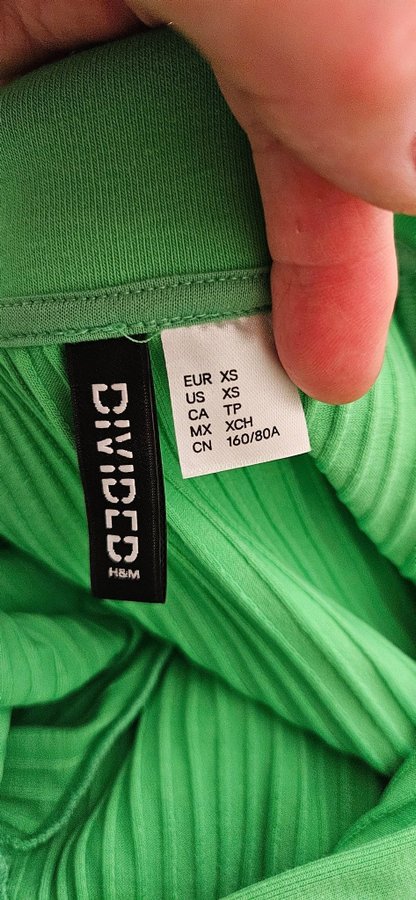 DIVIDED
H&M
EUR XS
US XS
CA TP
MX XCH
CN 160/80A